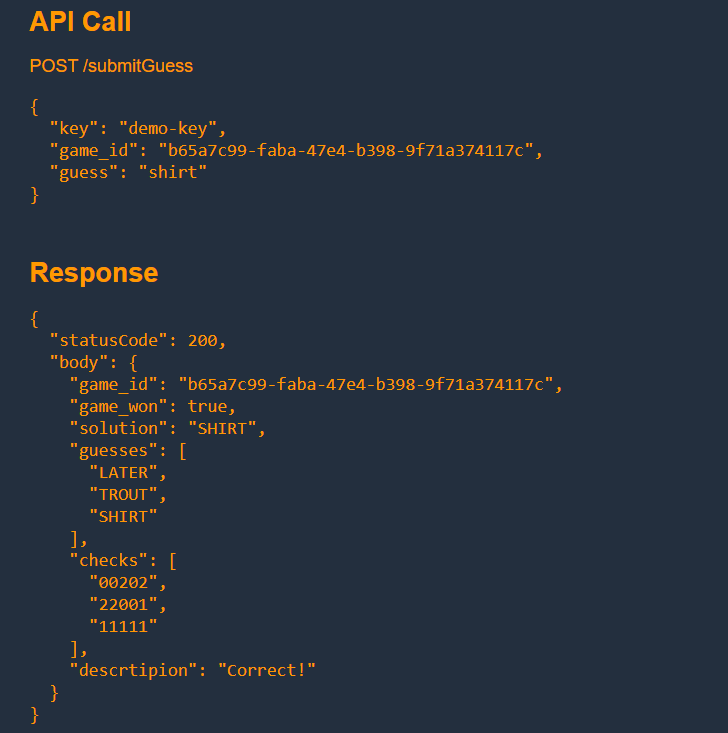 API Call
POST /submitGuess
{
  "key": "demo-key",
  "game_id": "b65a7c99-faba-47e4-b398-9f71a374117c",
  "guess": "shirt"
}
Response
{
  "statusCode": 200,
  "body": {
    "game_id": "b65a7c99-faba-47e4-b398-9f71a374117c",
    "game_won": true,
    "solution": "SHIRT",
    "guesses": [
      "LATER",
      "TROUT",
      "SHIRT"
    ],
    "checks": [
      "00202",
      "22001",
      "11111"
    ],
    "descrtipion": "Correct!"
  }
}